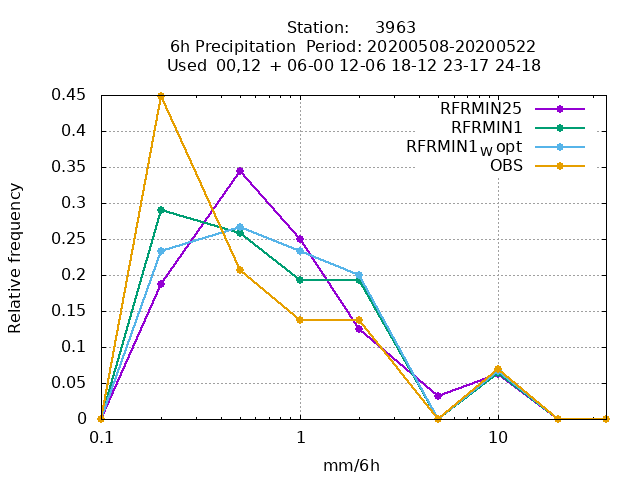 Station:     3963
6h Precipitation  Period: 20200508-20200522
Used  00,12  + 06-00 12-06 18-12 23-17 24-18
RFRMIN25
RFRMIN1
RFRMIN1w opt
OBS
0.45
0.4
0.35
0.3
0.25
0.2
0.15
0.1
0.05
0
Relative frequency
0.1
1
10
mm/6h